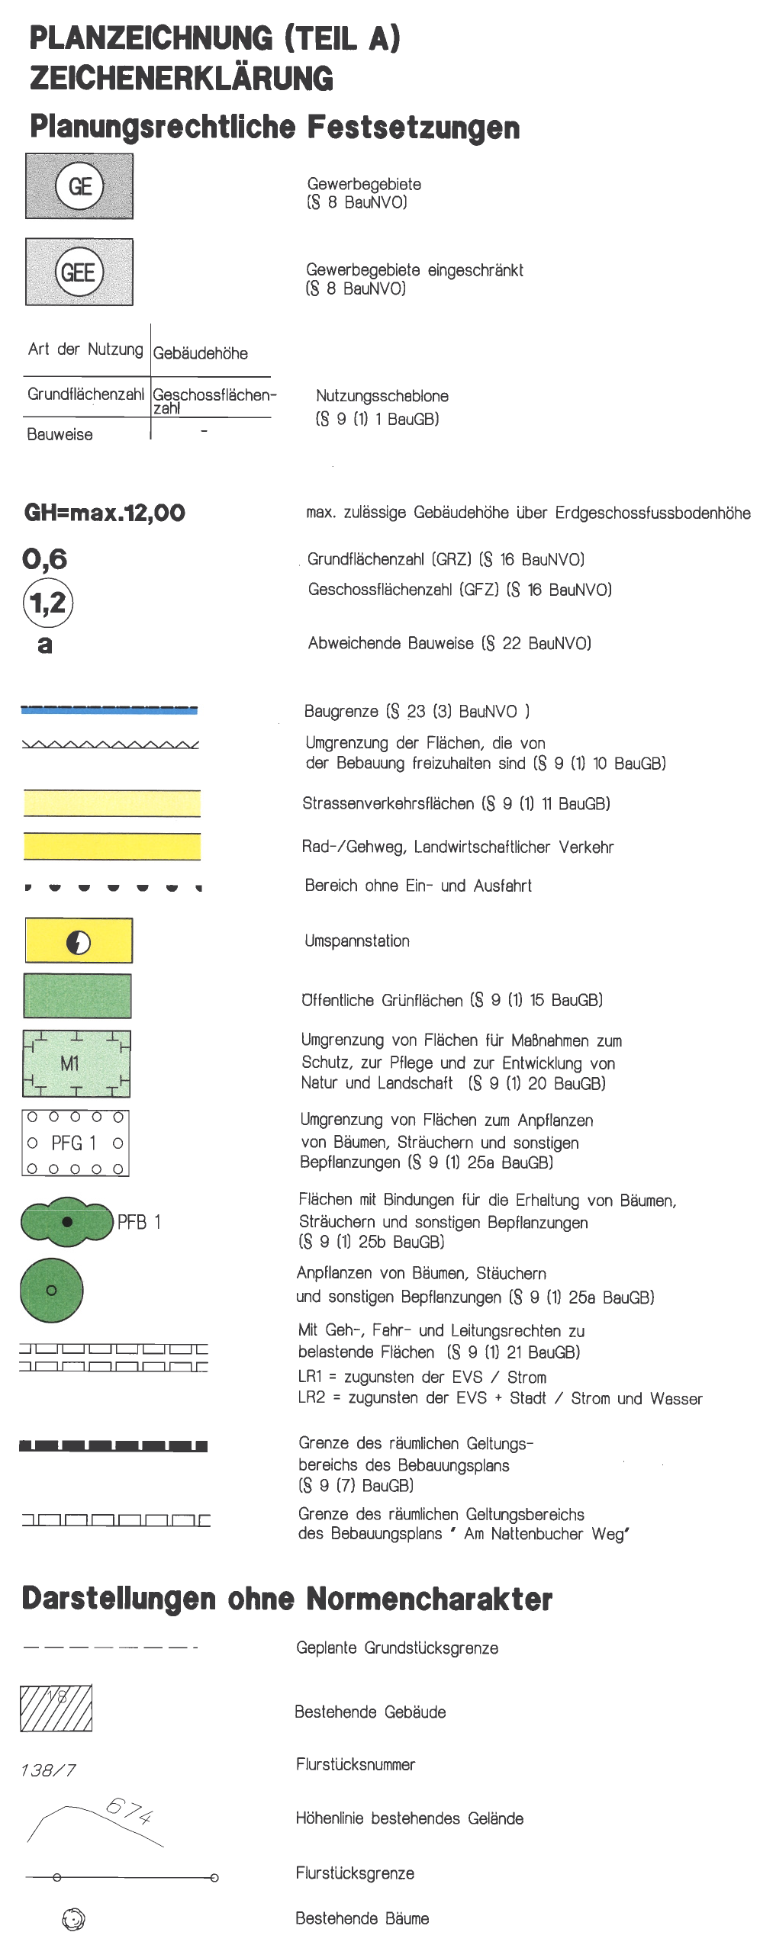 PLANZEICHNUNG (TEIL A)
ZEICHENERKLÄRUNG
Planungsrechtliche Festsetzungen
GE
Gewerbegebiete
(§ 8 BauNVO)
GEE
Gewerbegebiete eingeschränkt
(§ 8 BauNVO)
Art der Nutzung Gebäudehöhe
Grundflächenzahl Geschossflächen-
zahl
Bauweise -
Nutzungsschablone
(§ 9 (1) 1 BauGB)
GH=max.12,00 max. zulässige Gebäudehöhe über Erdgeschossfussbodenhöhe
0,6 Grundflächenzahl (GRZ) (§ 16 BauNVO)
1,2 Geschossflächenzahl (GFZ) (§ 16 BauNVO)
a Abweichende Bauweise (§ 22 BauNVO)
Baugrenze (§ 23 (3) BauNVO )
Umgrenzung der Flächen, die von
der Bebauung freizuhalten sind (§ 9 (1) 10 BauGB)
Strassenverkehrsflächen (§ 9 (1) 11 BauGB)
Rad-/Gehweg, Landwirtschaftlicher Verkehr
Bereich ohne Ein- und Ausfahrt
Umspannstation
Öffentliche Grünflächen (§ 9 (1) 15 BauGB)
M1
Umgrenzung von Flächen für Maßnahmen zum
Schutz, zur Pflege und zur Entwicklung von
Natur und Landschaft (§ 9 (1) 20 BauGB)
PFG 1
Umgrenzung von Flächen zum Anpflanzen
von Bäumen, Sträuchern und sonstigen
Bepflanzungen (§ 9 (1) 25a BauGB)
PFB 1
Flächen mit Bindungen für die Erhaltung von Bäumen,
Sträuchern und sonstigen Bepflanzungen
(§ 9 (1) 25b BauGB)
Anpflanzen von Bäumen, Stäuchern
und sonstigen Bepflanzungen (§ 9 (1) 25a BauGB)
Mit Geh-, Fahr- und Leitungsrechten zu
belastende Flächen (§ 9 (1) 21 BauGB)
LR1 = zugunsten der EVS / Strom
LR2 = zugunsten der EVS + Stadt / Strom und Wasser
Grenze des räumlichen Geltungs-
bereichs des Bebauungsplans
(§ 9 (7) BauGB)
Grenze des räumlichen Geltungsbereichs
des Bebauungsplans " Am Nattenbucher Weg"
Darstellungen ohne Normencharakter
Geplante Grundstücksgrenze
18
Bestehende Gebäude
138/7 Flurstücksnummer
674
Höhenlinie bestehendes Gelände
Flurstücksgrenze
Bestehende Bäume